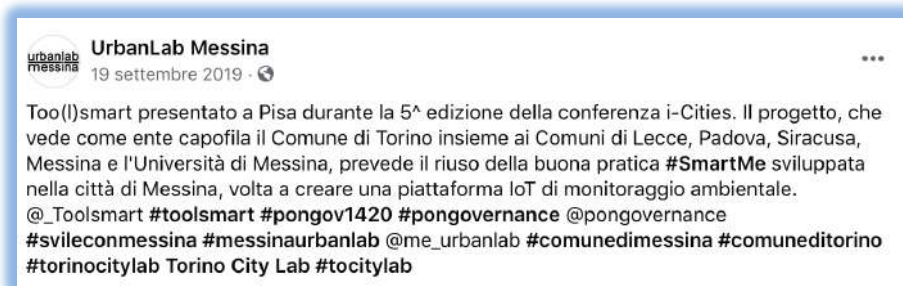 urbanlab
messina
UrbanLab Messina
19 settembre 2019 ·
Too(l)smart presentato a Pisa durante la 5^ edizione della conferenza i-Cities. Il progetto, che
vede come ente capofila il Comune di Torino insieme ai Comuni di Lecce, Padova, Siracusa,
Messina e l'Università di Messina, prevede il riuso della buona pratica #SmartMe sviluppata
nella città di Messina, volta a creare una piattaforma IoT di monitoraggio ambientale.
@_Toolsmart #toolsmart #pongov1420 #pongovernance @pongovernance
#svileconmessina #messinaurbanlab @me_urbanlab #comunedimessina #comuneditorino
#torinocitylab Torino City Lab #tocitylab